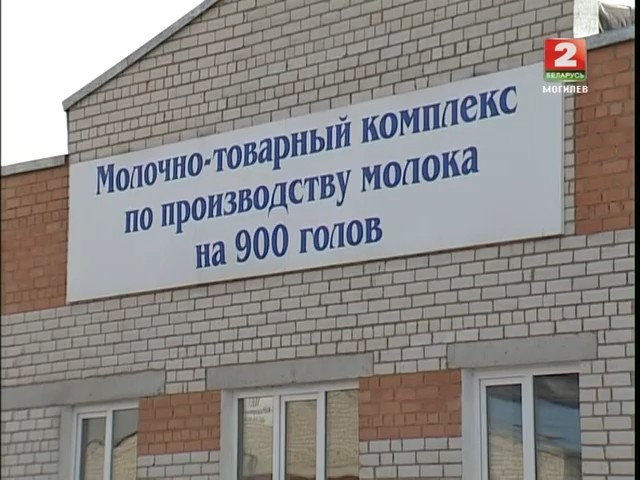 2
БЕЛАРУСЬ
МОГИЛЕВ
Молочно-товарный комплекс
по производству молока
на 900 голов